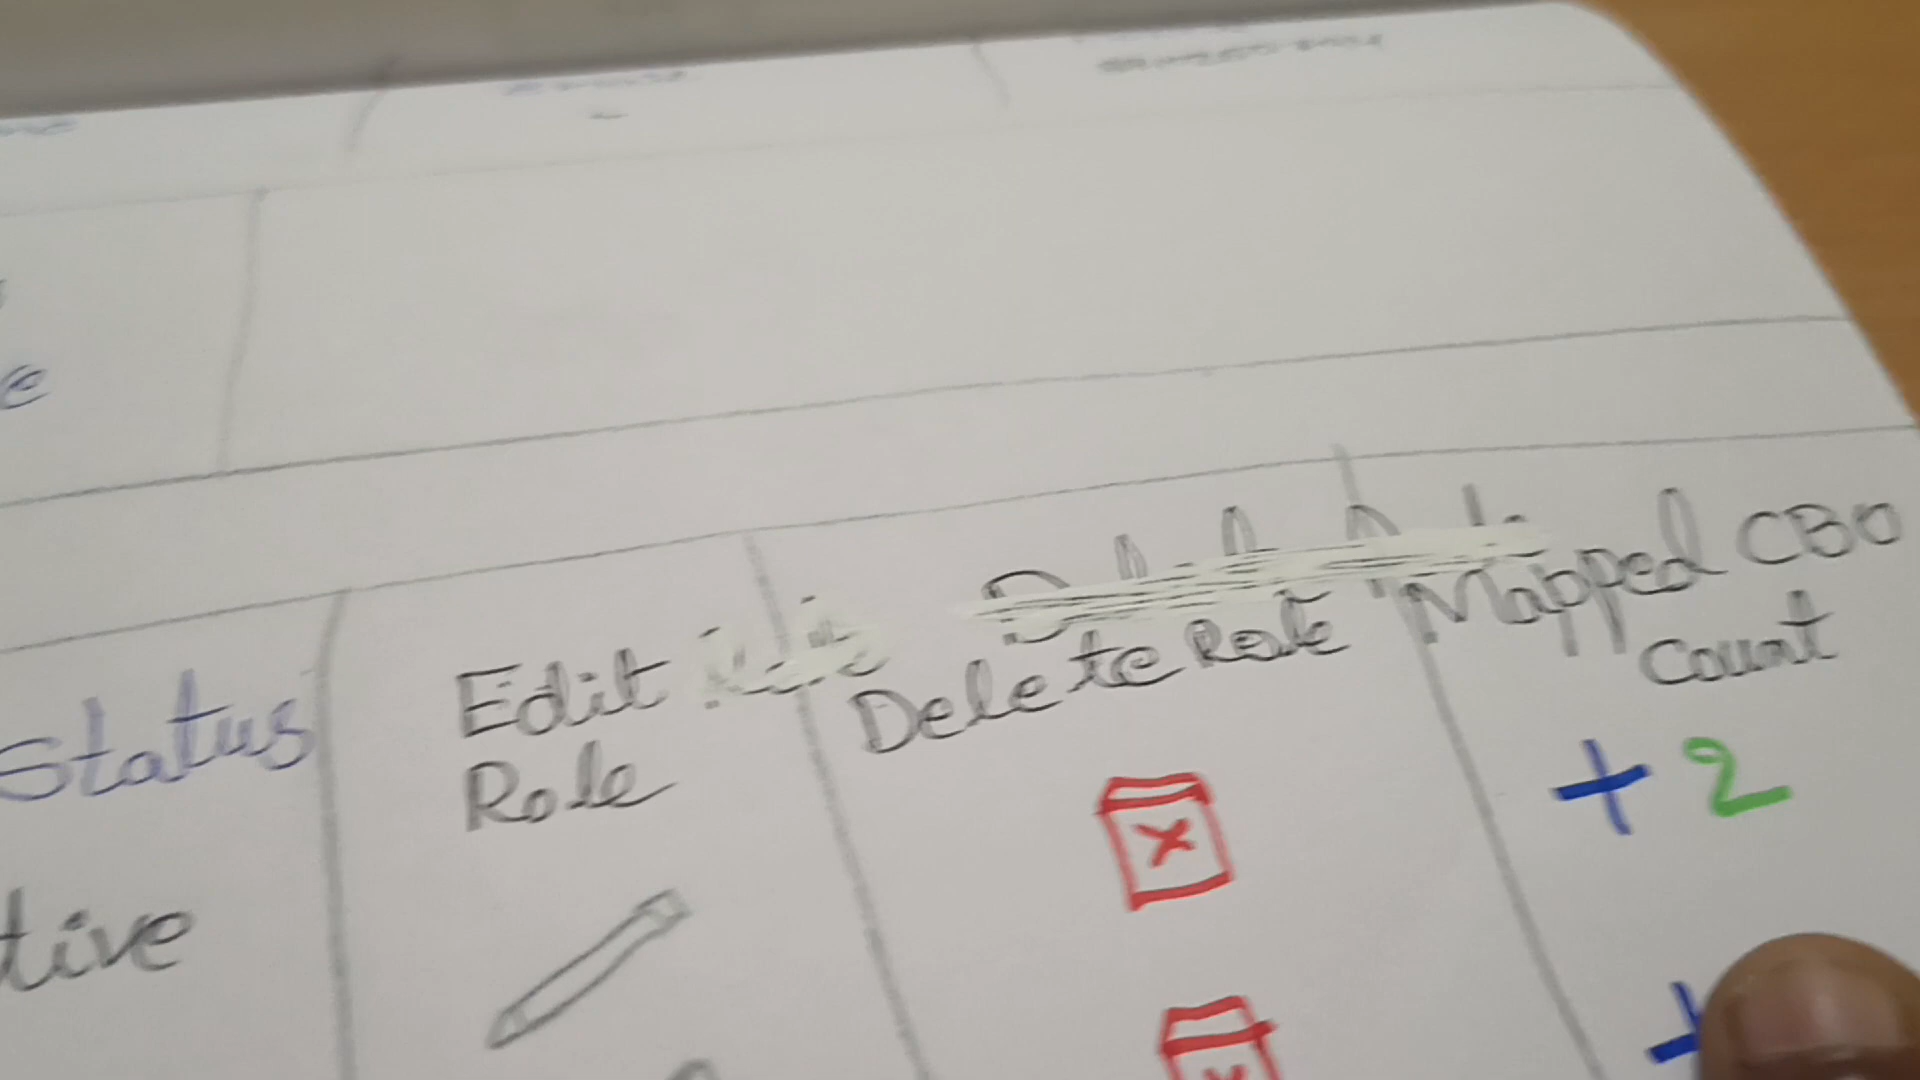 Status
Edit
Role
Delete Role
Mapped CBO
Count
+ 2
tive